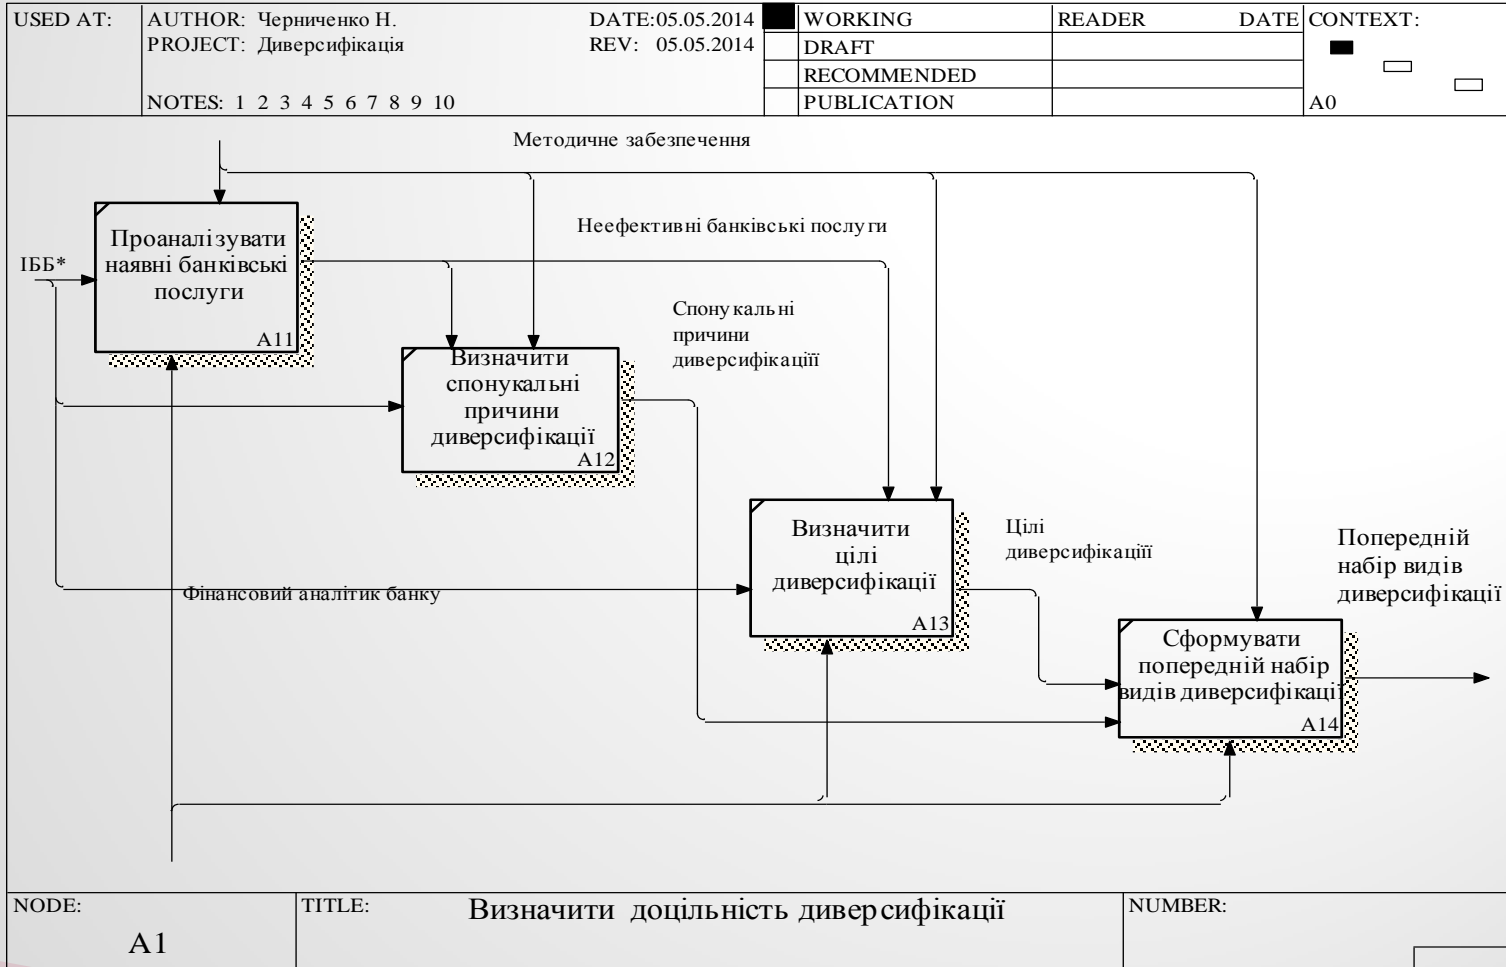 USED AT:
AUTHOR: Черниченко Н.
DATE:05.05.2014
PROJECT: Диверсифікація
REV: 05.05.2014
NOTES: 1 2 3 4 5 6 7 8 9 10
WORKING
DRAFT
RECOMMENDED
PUBLICATION
READER DATE
CONTEXT:
A0
Методичне забезпечення
Неефективні банківські послуги
ІББ*
Проаналізувати
наявні банківські
послуги
A11
Спонукальні
причини
диверсифікаціїї
Визначити
спонукальні
причини
диверсифікації
A12
Визначити
цілі
диверсифікації
A13
Цілі
диверсифікаціїї
Попередній
набір видів
диверсифікації
Фінансовий аналітик банку
Сформувати
попередній набір
видів диверсифікації
A14
NODE:
A1
TITLE:
Визначити доцільність диверсифікації
NUMBER: